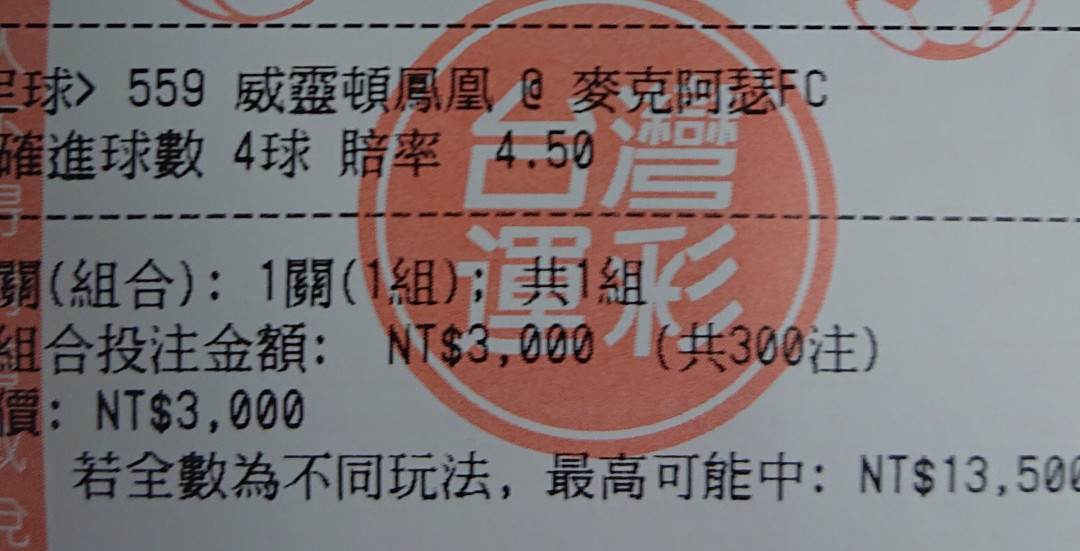 足球> 559 威靈頓鳳凰 @ 麥克阿瑟FC
確進球數 4球 賠率 4.50
台灣
運彩
關(組合): 1關(1組); 共1組
組合投注金額: NT$3,000 (共300注)
價: NT$3,000
若全數為不同玩法, 最高可能中: NT$13,500